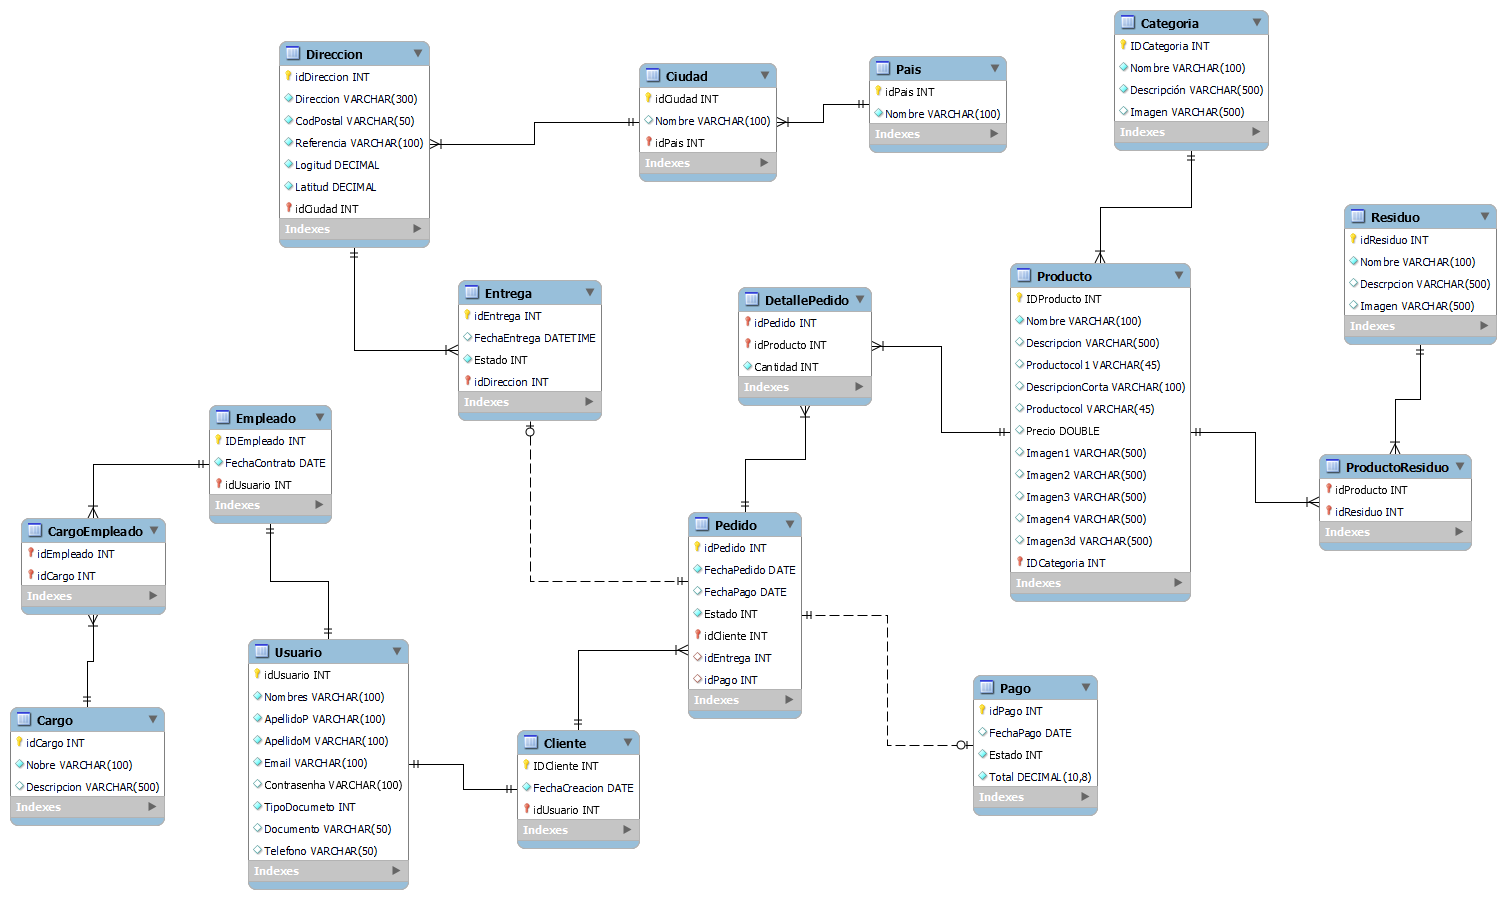 Direccion
idDireccion INT
Direccion VARCHAR(300)
CodPostal VARCHAR(50)
Referencia VARCHAR(100)
Logitud DECIMAL
Latitud DECIMAL
idCiudad INT
Indexes
Ciudad
idCiudad INT
Nombre VARCHAR(100)
idPais INT
Indexes
Pais
idPais INT
Nombre VARCHAR(100)
Indexes
Categoria
IDCategoria INT
Nombre VARCHAR(100)
Descripción VARCHAR(500)
Imagen VARCHAR(500)
Indexes
Residuo
idResiduo INT
Nombre VARCHAR(100)
Descrpcion VARCHAR(500)
Imagen VARCHAR(500)
Indexes
Entrega
idEntrega INT
FechaEntrega DATETIME
Estado INT
idDireccion INT
Indexes
DetallePedido
idPedido INT
idProducto INT
Cantidad INT
Indexes
Producto
IDProducto INT
Nombre VARCHAR(100)
Descripcion VARCHAR(500)
Productocol1 VARCHAR(45)
DescripcionCorta VARCHAR(100)
Productocol VARCHAR(45)
Precio DOUBLE
Imagen1 VARCHAR(500)
Imagen2 VARCHAR(500)
Imagen3 VARCHAR(500)
Imagen4 VARCHAR(500)
Imagen3d VARCHAR(500)
IDCategoria INT
Indexes
ProductoResiduo
idProducto INT
idResiduo INT
Indexes
Empleado
IDEmpleado INT
FechaContrato DATE
idUsuario INT
Indexes
CargoEmpleado
idEmpleado INT
idCargo INT
Indexes
Pedido
idPedido INT
FechaPedido DATE
FechaPago DATE
Estado INT
idCliente INT
idEntrega INT
idPago INT
Indexes
Cargo
idCargo INT
Nobre VARCHAR(100)
Descripcion VARCHAR(500)
Indexes
Usuario
idUsuario INT
Nombres VARCHAR(100)
ApellidoP VARCHAR(100)
ApellidoM VARCHAR(100)
Email VARCHAR(100)
Contrasenha VARCHAR(100)
TipoDocumeto INT
Documento VARCHAR(50)
Telefono VARCHAR(50)
Indexes
Cliente
IDCliente INT
FechaCreacion DATE
idUsuario INT
Indexes
Pago
idPago INT
FechaPago DATE
Estado INT
Total DECIMAL(10,8)
Indexes